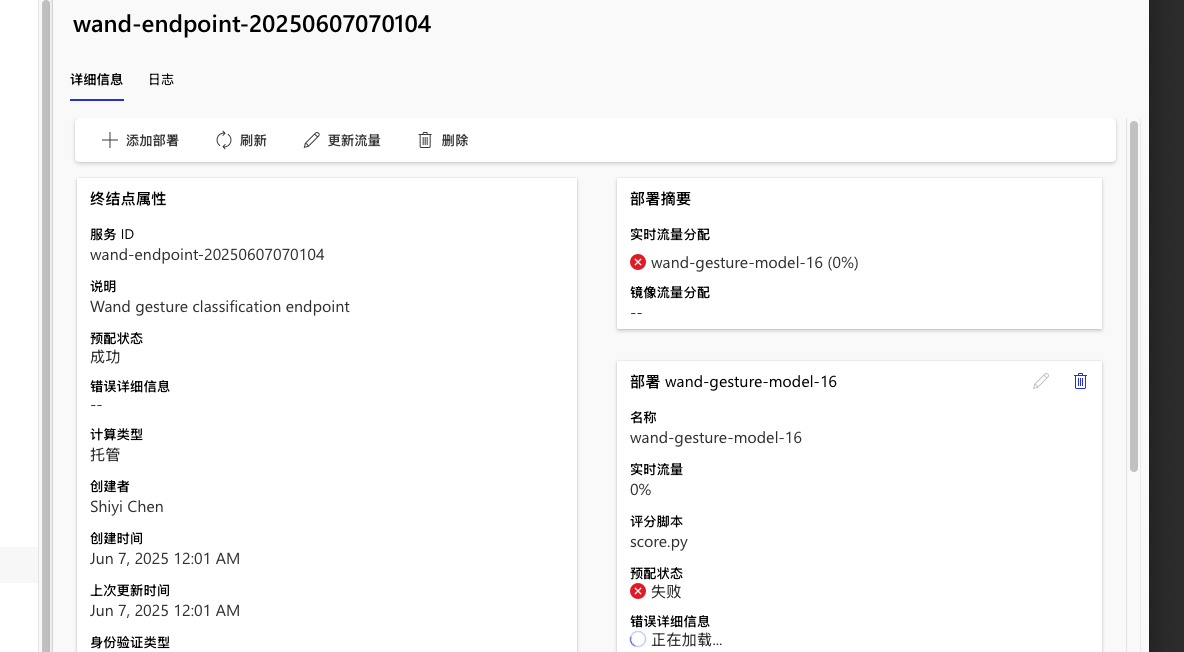 wand-endpoint-20250607070104
详细信息
日志
添加部署
刷新
更新流量
删除
终结点属性
服务 ID
wand-endpoint-20250607070104
说明
Wand gesture classification endpoint
预配状态
成功
错误详细信息
--
计算类型
托管
创建者
Shiyi Chen
创建时间
Jun 7, 2025 12:01 AM
上次更新时间
Jun 7, 2025 12:01 AM
身份验证类型
部署摘要
实时流量分配
wand-gesture-model-16 (0%)
镜像流量分配
--
部署 wand-gesture-model-16
名称
wand-gesture-model-16
实时流量
0%
评分脚本
score.py
预配状态
失败
错误详细信息
正在加载...